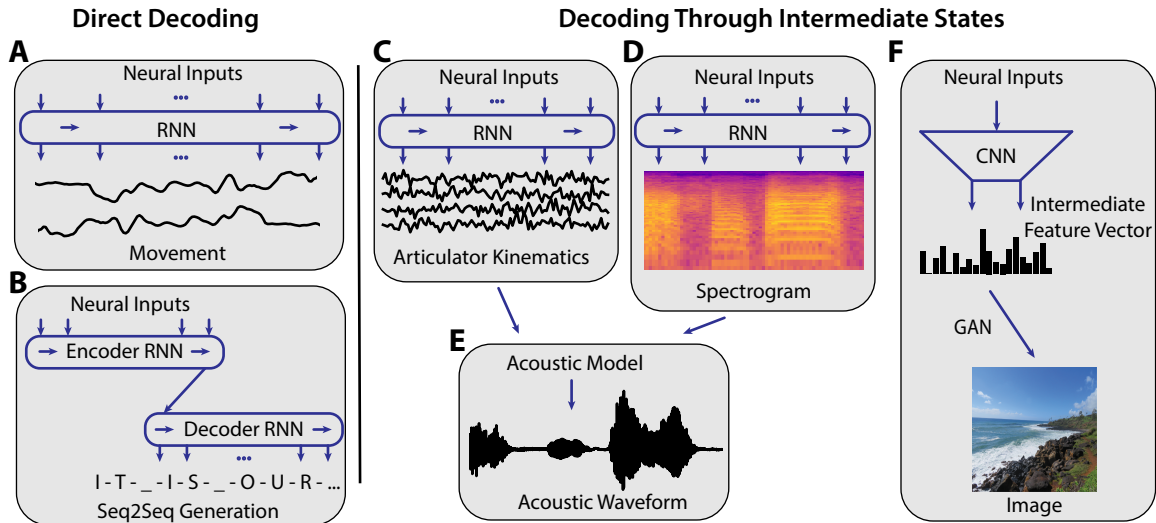 Direct Decoding
Decoding Through Intermediate States
A
Neural Inputs
...
RNN
...
Movement
B
Neural Inputs
Encoder RNN
Decoder RNN
...
I - T - _ - I - S - _ - O - U - R - ...
Seq2Seq Generation
C
Neural Inputs
...
RNN
Articulator Kinematics
D
Neural Inputs
...
RNN
Spectrogram
E
Acoustic Model
Acoustic Waveform
F
Neural Inputs
CNN
Intermediate
Feature Vector
GAN
Image